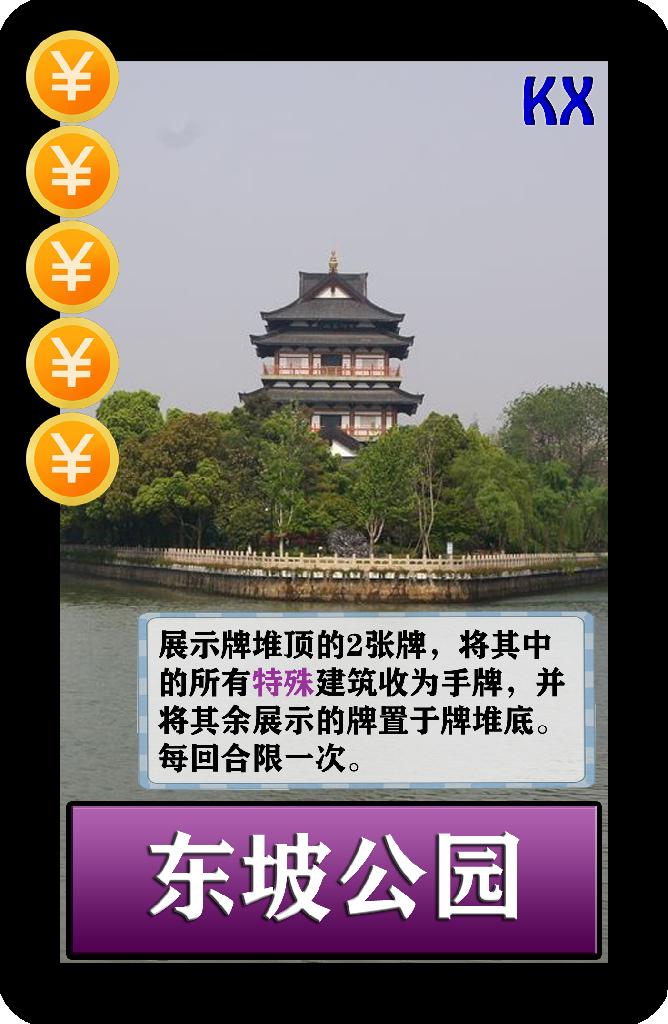 ¥
¥
¥
¥
¥
KX
展示牌堆顶的2张牌，将其中
的所有特殊建筑收为手牌，并
将其余展示的牌置于牌堆底。
每回合限一次。
东坡公园